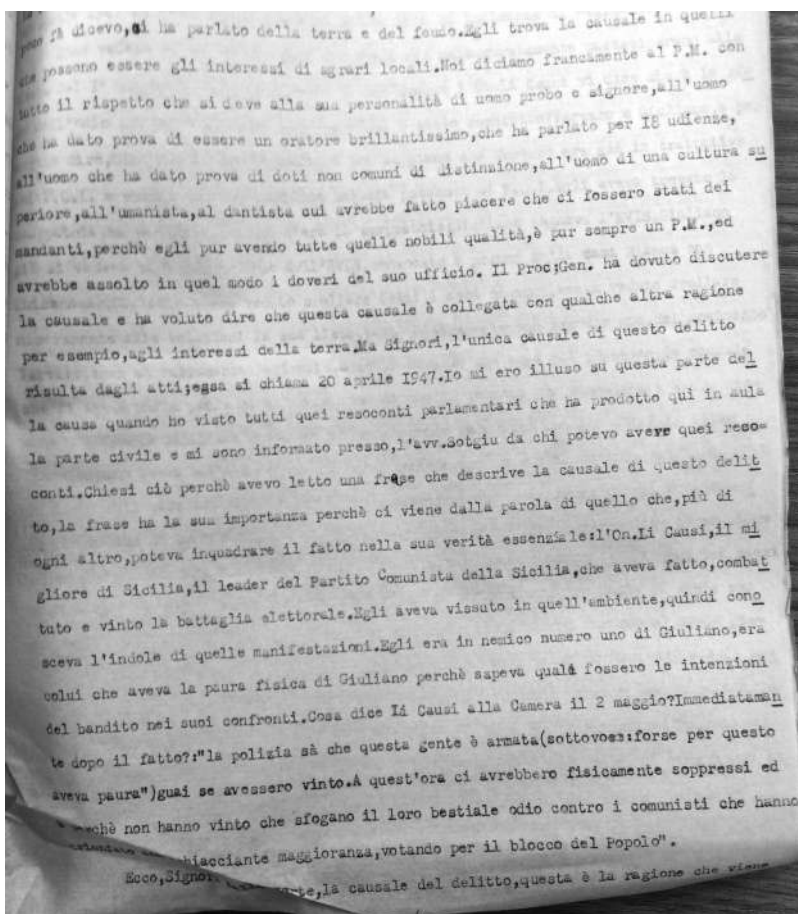 poco fà dicevo,ci ha parlato della terra e del feudo.Egli trova la causale in quelli
che possono essere gli interessi di agrari locali.Noi diciamo francamente al P.M. con
tutto il rispetto che si deve alla sua personalità di uomo probo e signore,all'uomo
che ha dato prova di essere un oratore brillantissimo,che ha parlato per I8 udienze,
all'uomo che ha dato prova di doti non comuni di distinzione,all'uomo di una cultura su
periore,all'umanista,al dantista cui avrebbe fatto piacere che ci fossero stati dei
mandanti,perchè egli pur avendo tutte quelle nobili qualità,è pur sempre un P.M.,ed
avrebbe assolto in quel modo i doveri del suo ufficio. Il Proc;Gen. ha dovuto discutere
la causale e ha voluto dire che questa causale è collegata con qualche altra ragione
per esempio,agli interessi della terra.Ma Signori,l'unica causale di questo delitto
risulta dagli atti;essa si chiama 20 aprile I947.Io mi ero illuso su questa parte del
la causa quando ho visto tutti quei resoconti parlamentari che ha prodotto qui in aula
la parte civile e mi sono informato presso,l'avv.Sotgiu da chi potevo avere quei reso=
conti.Chiesi ciò perchè avevo letto una frase che descrive la causale di questo delit
to,la frase ha la sua importanza perchè ci viene dalla parola di quello che,più di
ogni altro,poteva inquadrare il fatto nella sua verità essenziale:l'On.Li Causi,il mi
gliore di Sicilia,il leader del Partito Comunista della Sicilia,che aveva fatto,combat
tuto e vinto la battaglia elettorale.Egli aveva vissuto in quell'ambiente,quindi cono
sceva l'indole di quelle manifestazioni.Egli era in nemico numero uno di Giuliano,era
colui che aveva la paura fisica di Giuliano perchè sapeva quali fossero le intenzioni
del bandito nei suoi confronti.Cosa dice Li Causi alla Camera il 2 maggio?Immediataman
te dopo il fatto?:"la polizia sà che questa gente è armata(sottovoes:forse per questo
aveva paura")guai se avessero vinto.A quest'ora ci avrebbero fisicamente soppressi ed
perchè non hanno vinto che sfogano il loro bestiale odio contro i comunisti che hanno
schiacciante maggioranza,votando per il blocco del Popolo".
Ecco,Signori la causale del delitto,questa è la ragione che viene